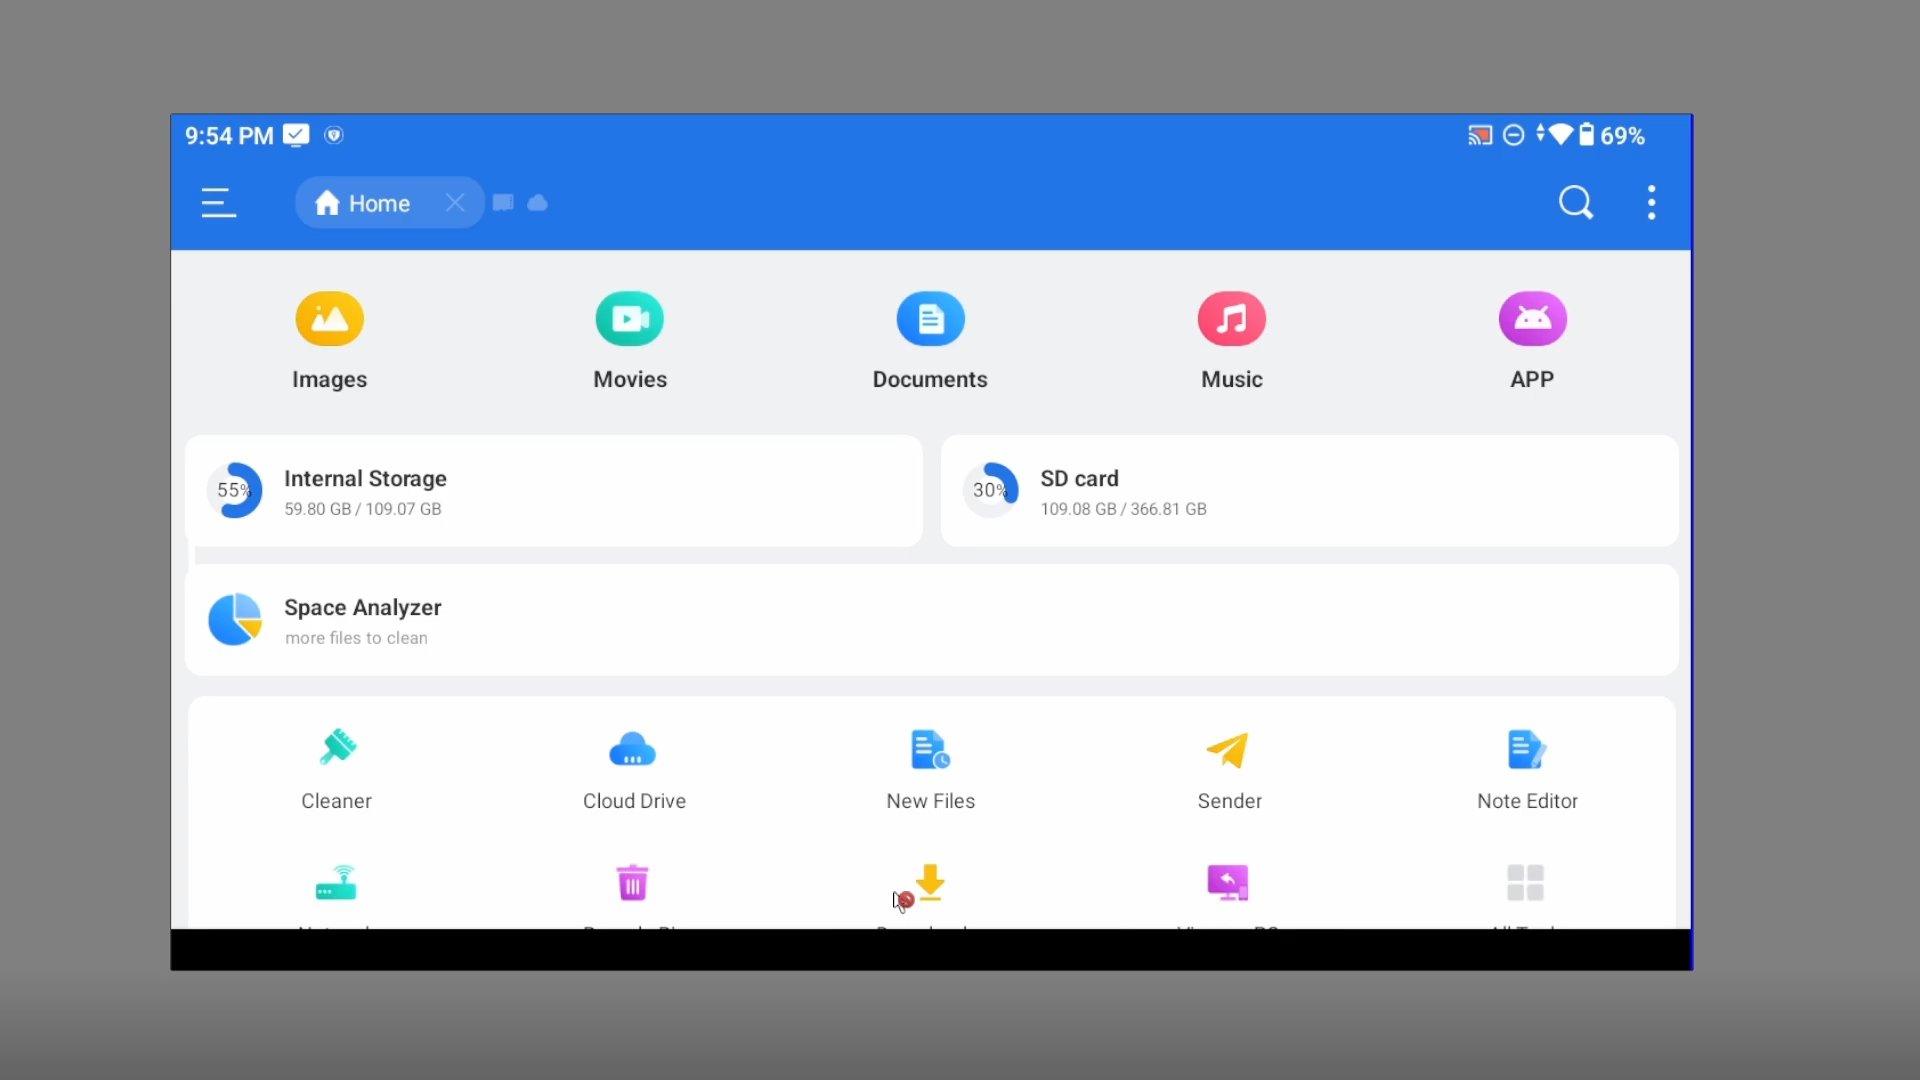 9:54 PM
69%
Home
Images
Movies
Documents
Music
APP
55%
Internal Storage
59.80 GB / 109.07 GB
30%
SD card
109.08 GB / 366.81 GB
Space Analyzer
more files to clean
Cleaner
Cloud Drive
New Files
Sender
Note Editor